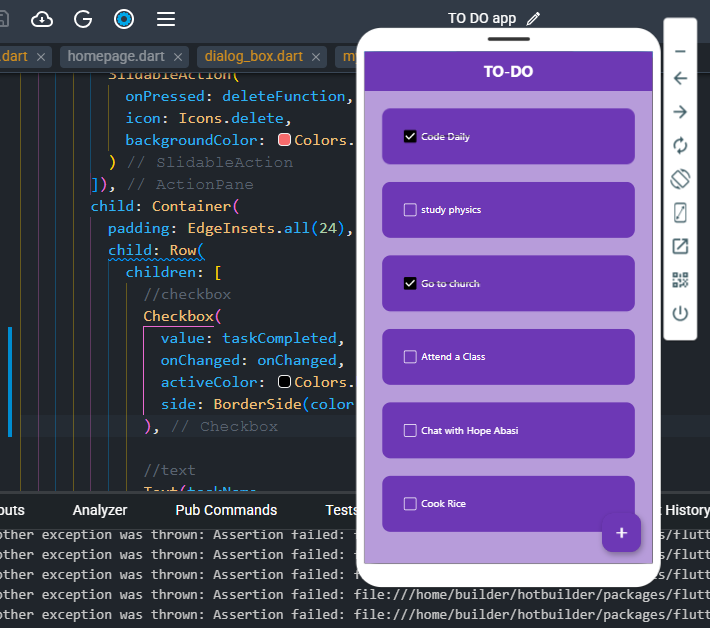 TO DO app
.dart ×
homepage.dart ×
dialog_box.dart ×
SlidableAction(
onPressed: deleteFunction,
icon: Icons.delete,
backgroundColor: Colors.
) // SlidableAction
]), // ActionPane
child: Container(
padding: EdgeInsets.all(24),
child: Row(
children: [
//checkbox
Checkbox(
value: taskCompleted,
onChanged: onChanged,
activeColor: Colors.
side: BorderSide(color
), // Checkbox
//text
Text(taskName
TO-DO
Code Daily
study physics
Go to church
Attend a Class
Chat with Hope Abasi
Cook Rice
+
Analyzer
Pub Commands
Tests
History
other exception was thrown: Assertion failed: f s/flutt
other exception was thrown: Assertion failed: f s/flutt
other exception was thrown: Assertion failed: f s/flutt
other exception was thrown: Assertion failed: file:///home/builder/hotbuilder/packages/flutt
other exception was thrown: Assertion failed: file:///home/builder/hotbuilder/packages/flutt